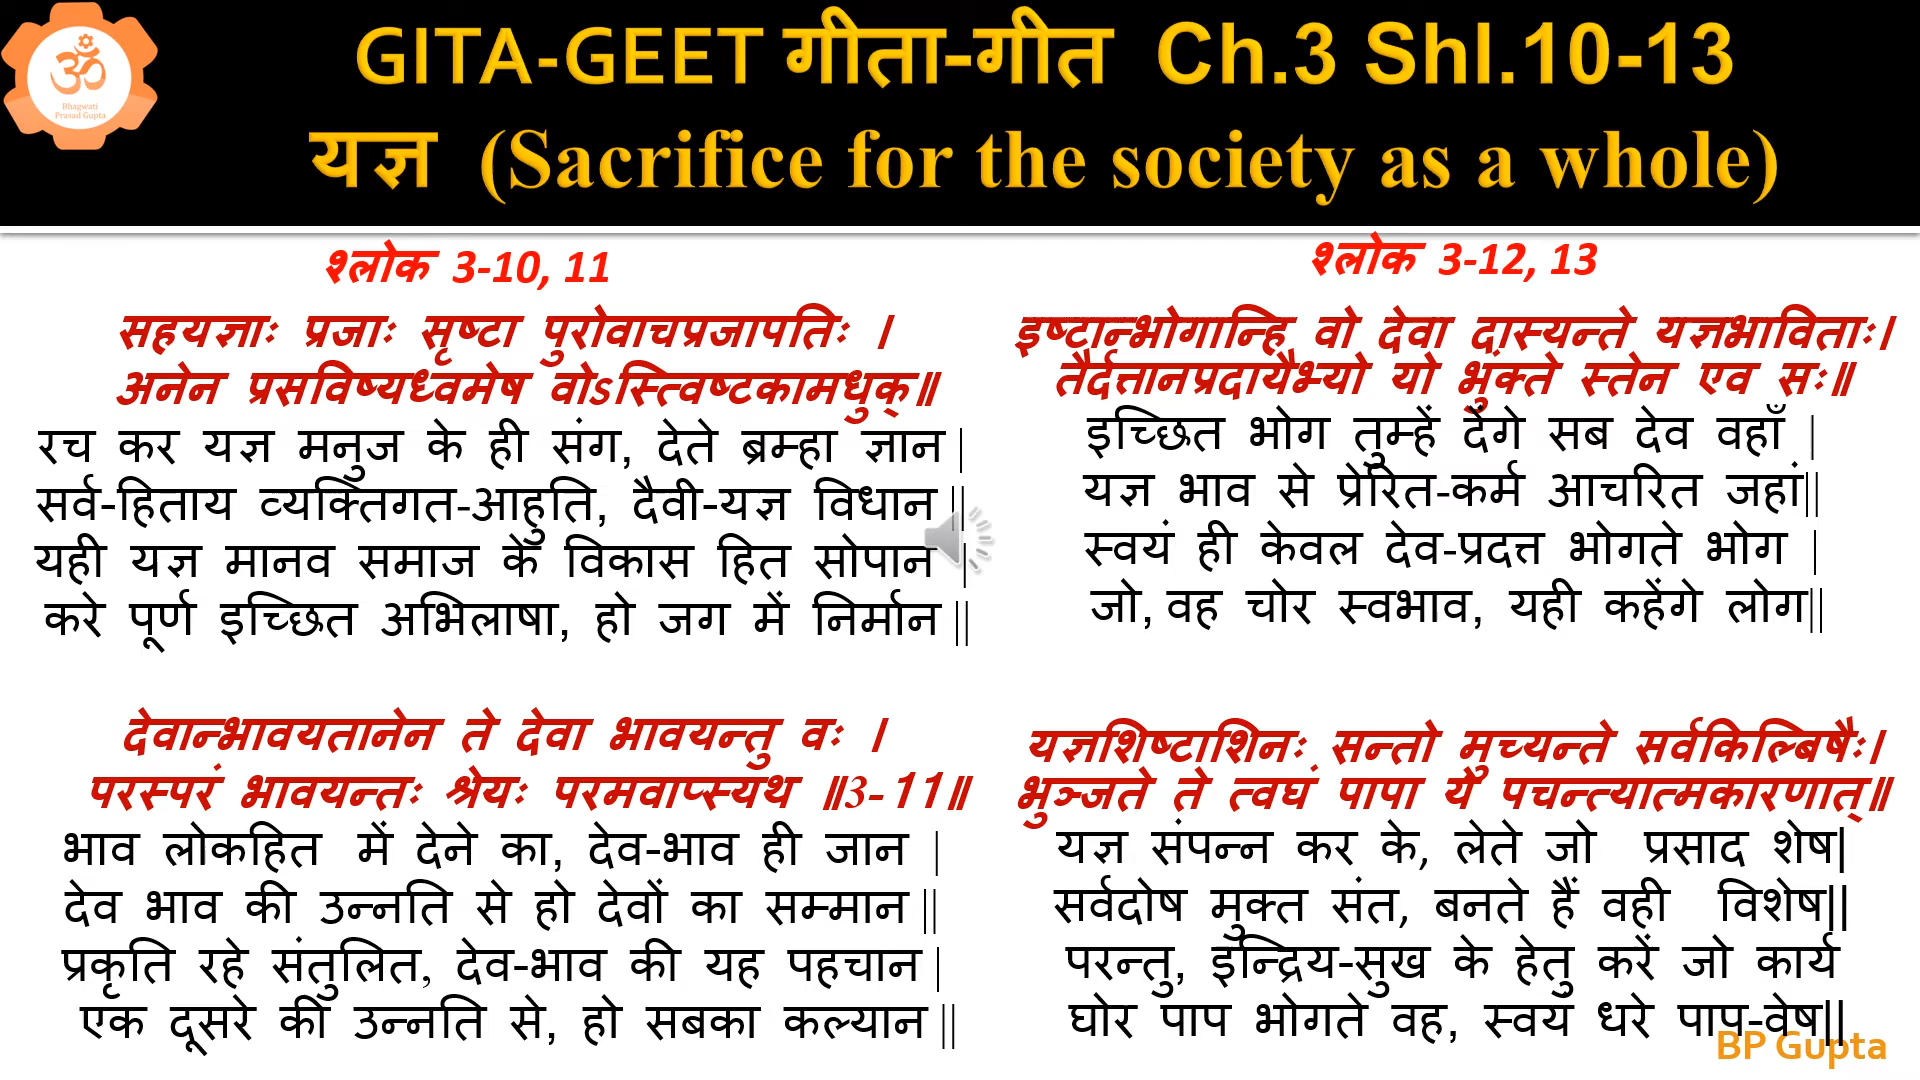 ॐ
Bhagwati
Prasad Gupta
GITA-GEET गीता-गीत Ch.3 Shl.10-13
यज्ञ (Sacrifice for the society as a whole)
श्लोक 3-10, 11
सहयज्ञाः प्रजाः सृष्टा पुरोवाचप्रजापतिः ।
अनेन प्रसविष्यध्वमेष वोऽस्त्विष्टकामधुक्॥
रच कर यज्ञ मनुज के ही संग, देते ब्रम्हा ज्ञान |
सर्व-हिताय व्यक्तिगत-आहुति, दैवी-यज्ञ विधान ||
यही यज्ञ मानव समाज के विकास हित सोपान |
करे पूर्ण इच्छित अभिलाषा, हो जग में निर्मान ||
देवान्भावयतानेन ते देवा भावयन्तु वः ।
परस्परं भावयन्तः श्रेयः परमवाप्स्यथ ॥3-11॥
भाव लोकहित में देने का, देव-भाव ही जान |
देव भाव की उन्नति से हो देवों का सम्मान ||
प्रकृति रहे संतुलित, देव-भाव की यह पहचान |
एक दूसरे की उन्नति से, हो सबका कल्यान ||
श्लोक 3-12, 13
इष्टान्भोगान्हि वो देवा दास्यन्ते यज्ञभाविताः।
तैर्दत्तानप्रदायैभ्यो यो भुंक्ते स्तेन एव सः॥
इच्छित भोग तुम्हें देंगे सब देव वहाँ |
यज्ञ भाव से प्रेरित-कर्म आचरित जहां||
स्वयं ही केवल देव-प्रदत्त भोगते भोग |
जो, वह चोर स्वभाव, यही कहेंगे लोग||
यज्ञशिष्टाशिनः सन्तो मुच्यन्ते सर्वकिल्बिषैः।
भुञ्जते ते त्वघं पापा ये पचन्त्यात्मकारणात्॥
यज्ञ संपन्न कर के, लेते जो प्रसाद शेष|
सर्वदोष मुक्त संत, बनते हैं वही विशेष||
परन्तु, इन्द्रिय-सुख के हेतु करें जो कार्य
घोर पाप भोगते वह, स्वयं धरे पाप-वेष||
BP Gupta